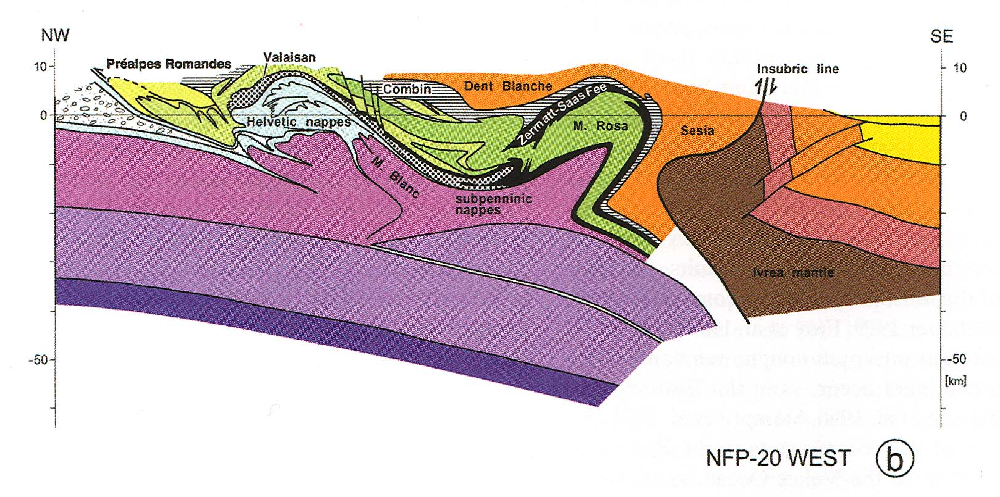 NW
SE
10
10
Préalpes Romandes
Valaisan
Insubric line
Combin
Dent Blanche
Zermatt-Saas Fee
0
0
Helvetic nappes
M. Rosa
Sesia
M. Blanc
subpenninic
nappes
Ivrea mantle
-50
-50
[km]
NFP-20 WEST
b